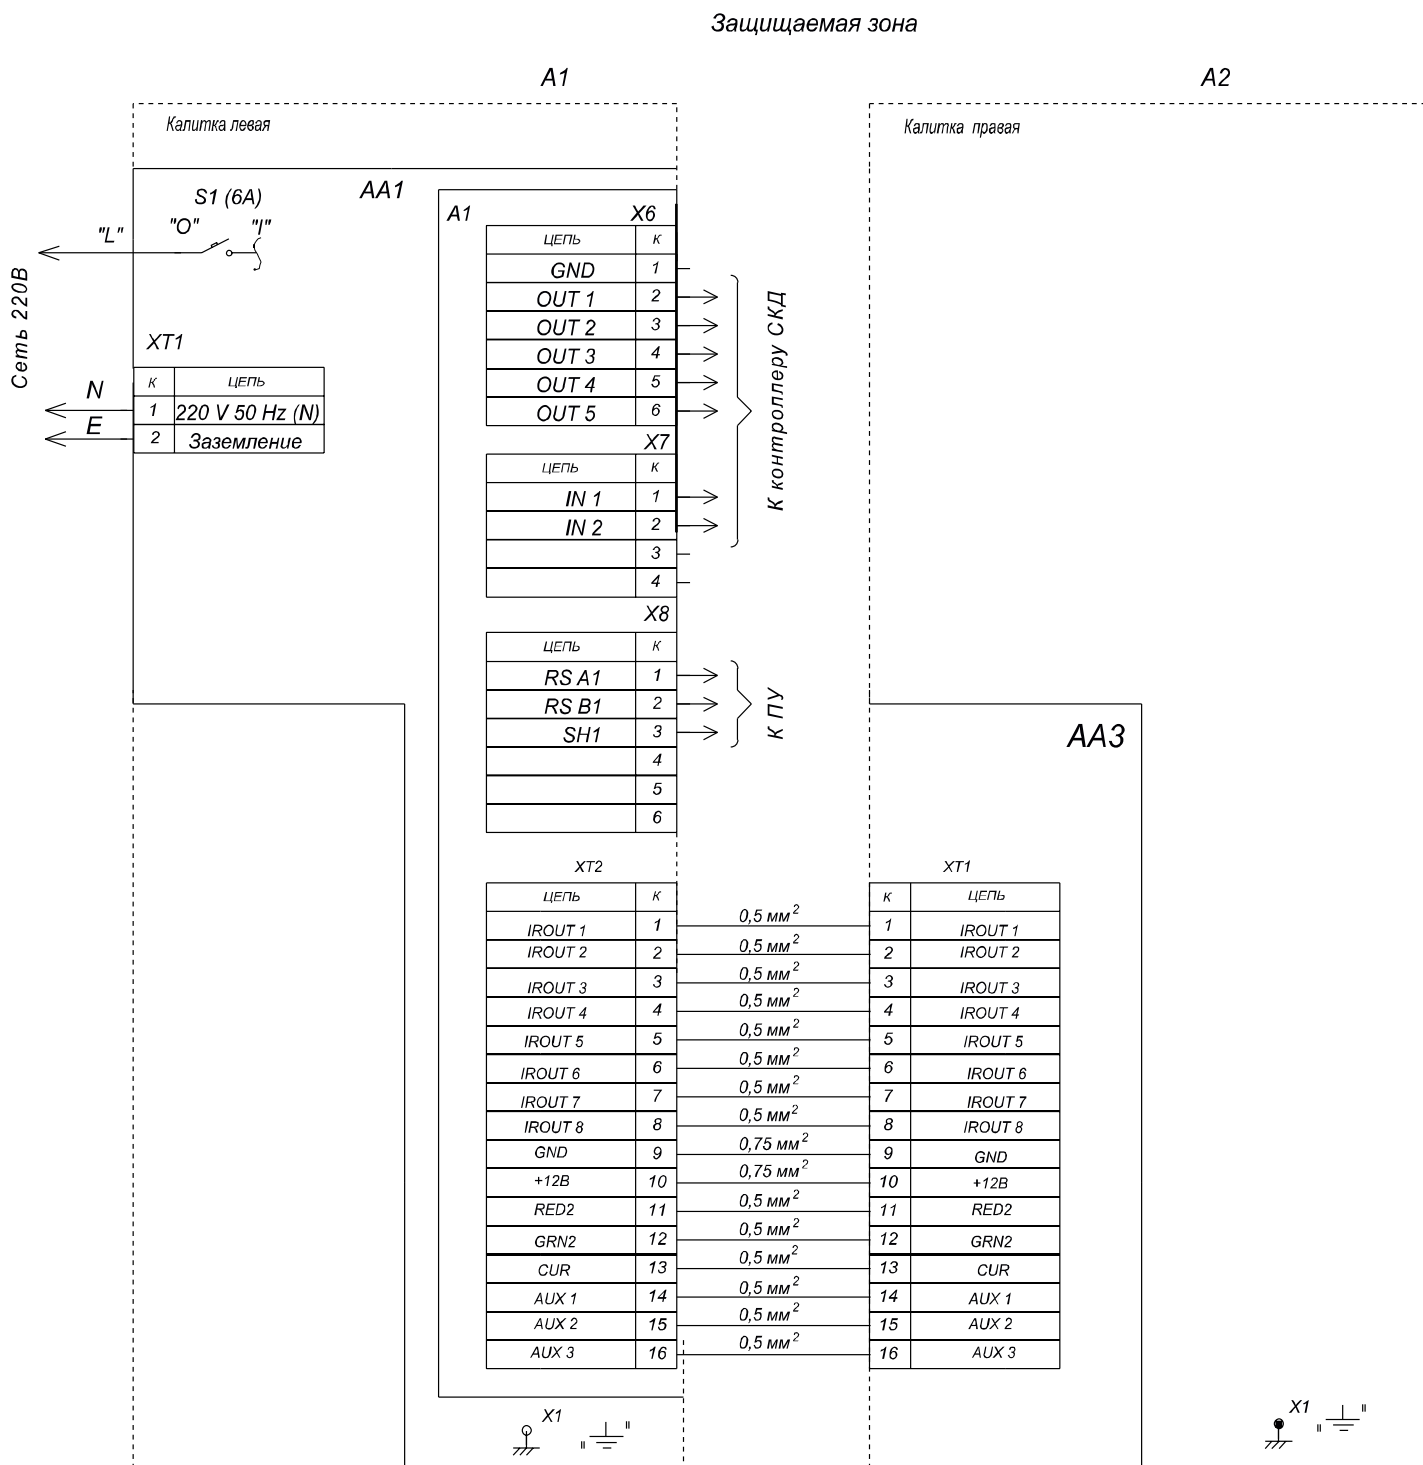 Защищаемая зона
А1
А2
Калитка левая
Калитка правая
АА1
S1 (6А)
"L"
"O"
"I"
Сеть 220В
XT1
К ЦЕПЬ
N
1 220 V 50 Hz (N)
E
2 Заземление
А1
X6
ЦЕПЬ К
GND 1
OUT 1 2
OUT 2 3
OUT 3 4
OUT 4 5
OUT 5 6
X7
ЦЕПЬ К
IN 1 1
IN 2 2
3
4
К контроллеру СКД
X8
ЦЕПЬ К
RS A1 1
RS B1 2
SH1 3
4
5
6
К ПУ
АА3
XT2
XT1
ЦЕПЬ К К ЦЕПЬ
IROUT 1 1 0,5 мм² 1 IROUT 1
IROUT 2 2 0,5 мм² 2 IROUT 2
IROUT 3 3 0,5 мм² 3 IROUT 3
IROUT 4 4 0,5 мм² 4 IROUT 4
IROUT 5 5 0,5 мм² 5 IROUT 5
IROUT 6 6 0,5 мм² 6 IROUT 6
IROUT 7 7 0,5 мм² 7 IROUT 7
IROUT 8 8 0,5 мм² 8 IROUT 8
GND 9 0,75 мм² 9 GND
+12В 10 0,75 мм² 10 +12В
RED2 11 0,5 мм² 11 RED2
GRN2 12 0,5 мм² 12 GRN2
CUR 13 0,5 мм² 13 CUR
AUX 1 14 0,5 мм² 14 AUX 1
AUX 2 15 0,5 мм² 15 AUX 2
AUX 3 16 0,5 мм² 16 AUX 3
X1
X1